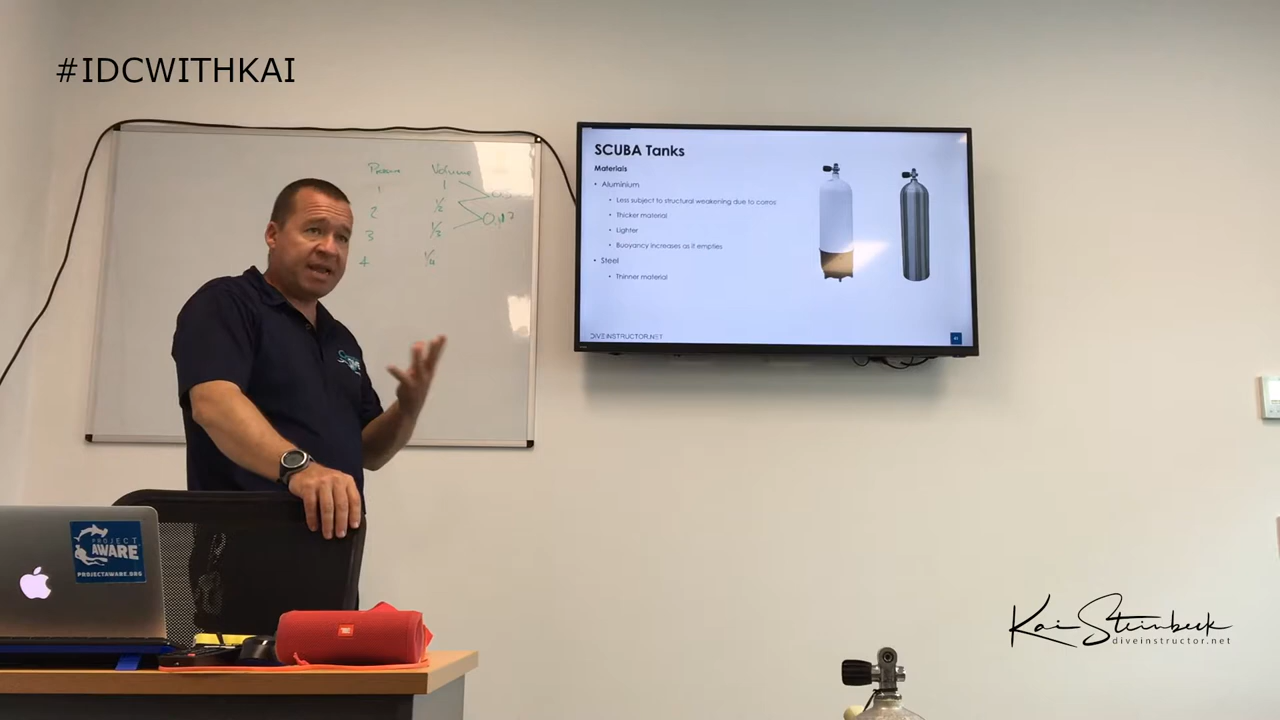 #IDCWITHKAI
Volume
1 1
2 1/2
3 1/3
4 1/4
SCUBA Tanks
Materials
• Aluminium
• Less subject to structural weakening due to corros
• Thicker material
• Lighter
• Buoyancy increases as it empties
• Steel
• Thinner material
DIVEINSTRUCTOR.NET
PROJECT
AWARE
PROJECTAWARE.ORG
JBL
Kai Steinbeck
diveinstructor.net